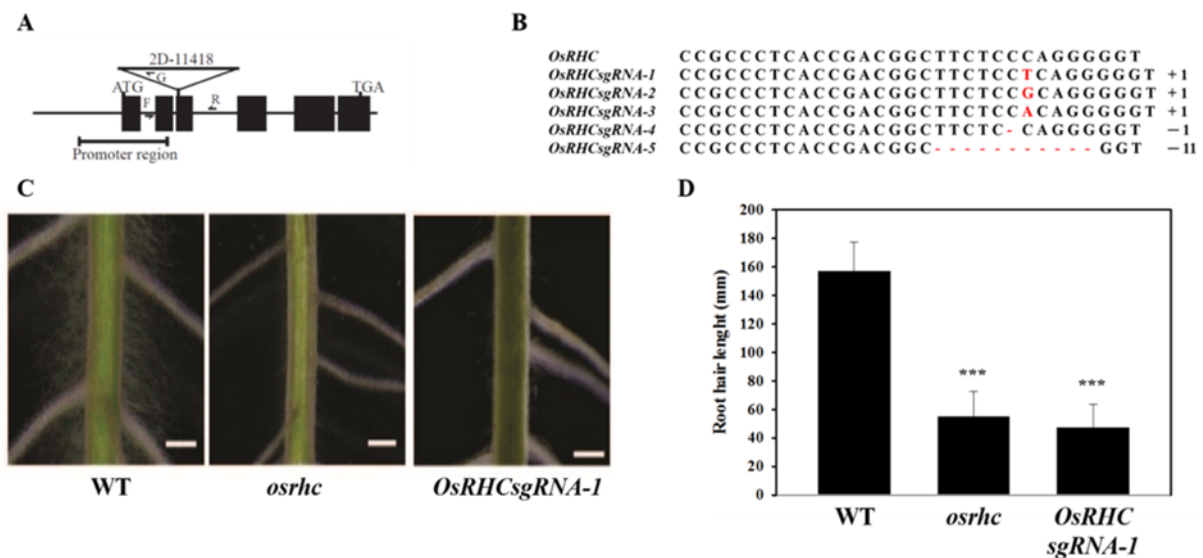 A
2D-11418
G
ATG
F
R
TGA
Promoter region
B
OsRHC CCGCCCTCACCGACGGCTTCTCCCAGGGGGT
OsRHCsgRNA-1 CCGCCCTCACCGACGGCTTCTCCTCAGGGGGT +1
OsRHCsgRNA-2 CCGCCCTCACCGACGGCTTCTCCGCAGGGGGT +1
OsRHCsgRNA-3 CCGCCCTCACCGACGGCTTCTCCACAGGGGGT +1
OsRHCsgRNA-4 CCGCCCTCACCGACGGCTTCTC-CAGGGGGT −1
OsRHCsgRNA-5 CCGCCCTCACCGACGGC-----------GGT −11
C
WT
osrhc
OsRHCsgRNA-1
D
Root hair lenght (mm)
200
180
160
140
120
100
80
60
40
20
0
***
***
WT
osrhc
OsRHC
sgRNA-1